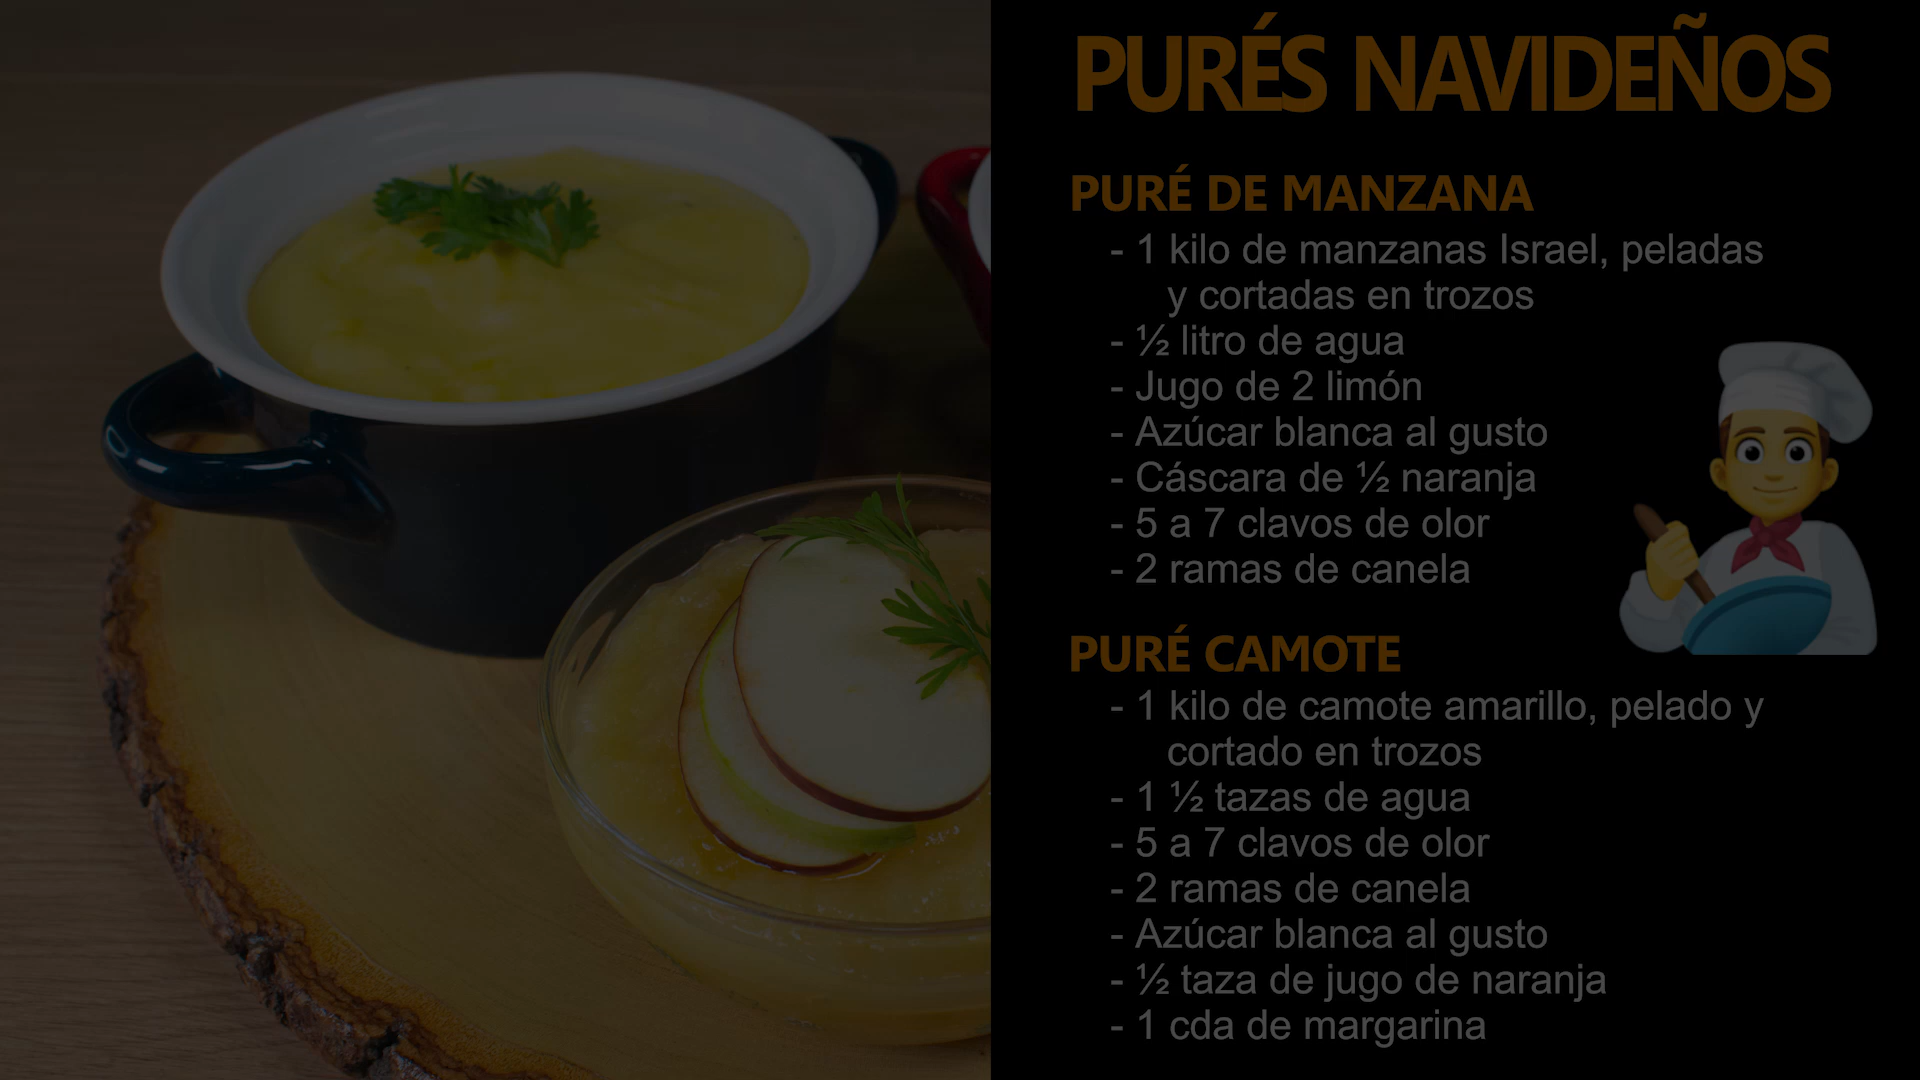 PURÉS NAVIDEÑOS
PURÉ DE MANZANA
- 1 kilo de manzanas Israel, peladas
y cortadas en trozos
- ½ litro de agua
- Jugo de 2 limón
- Azúcar blanca al gusto
- Cáscara de ½ naranja
- 5 a 7 clavos de olor
- 2 ramas de canela
PURÉ CAMOTE
- 1 kilo de camote amarillo, pelado y
cortado en trozos
- 1 ½ tazas de agua
- 5 a 7 clavos de olor
- 2 ramas de canela
- Azúcar blanca al gusto
- ½ taza de jugo de naranja
- 1 cda de margarina